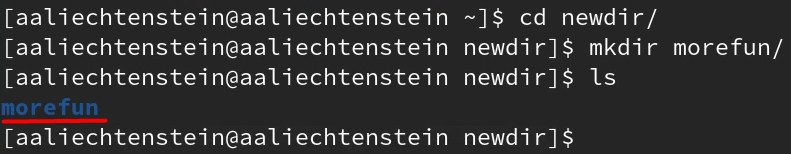 [aaliechtenstein@aaliechtenstein ~]$ cd newdir/
[aaliechtenstein@aaliechtenstein newdir]$ mkdir morefun/
[aaliechtenstein@aaliechtenstein newdir]$ ls
morefun
[aaliechtenstein@aaliechtenstein newdir]$